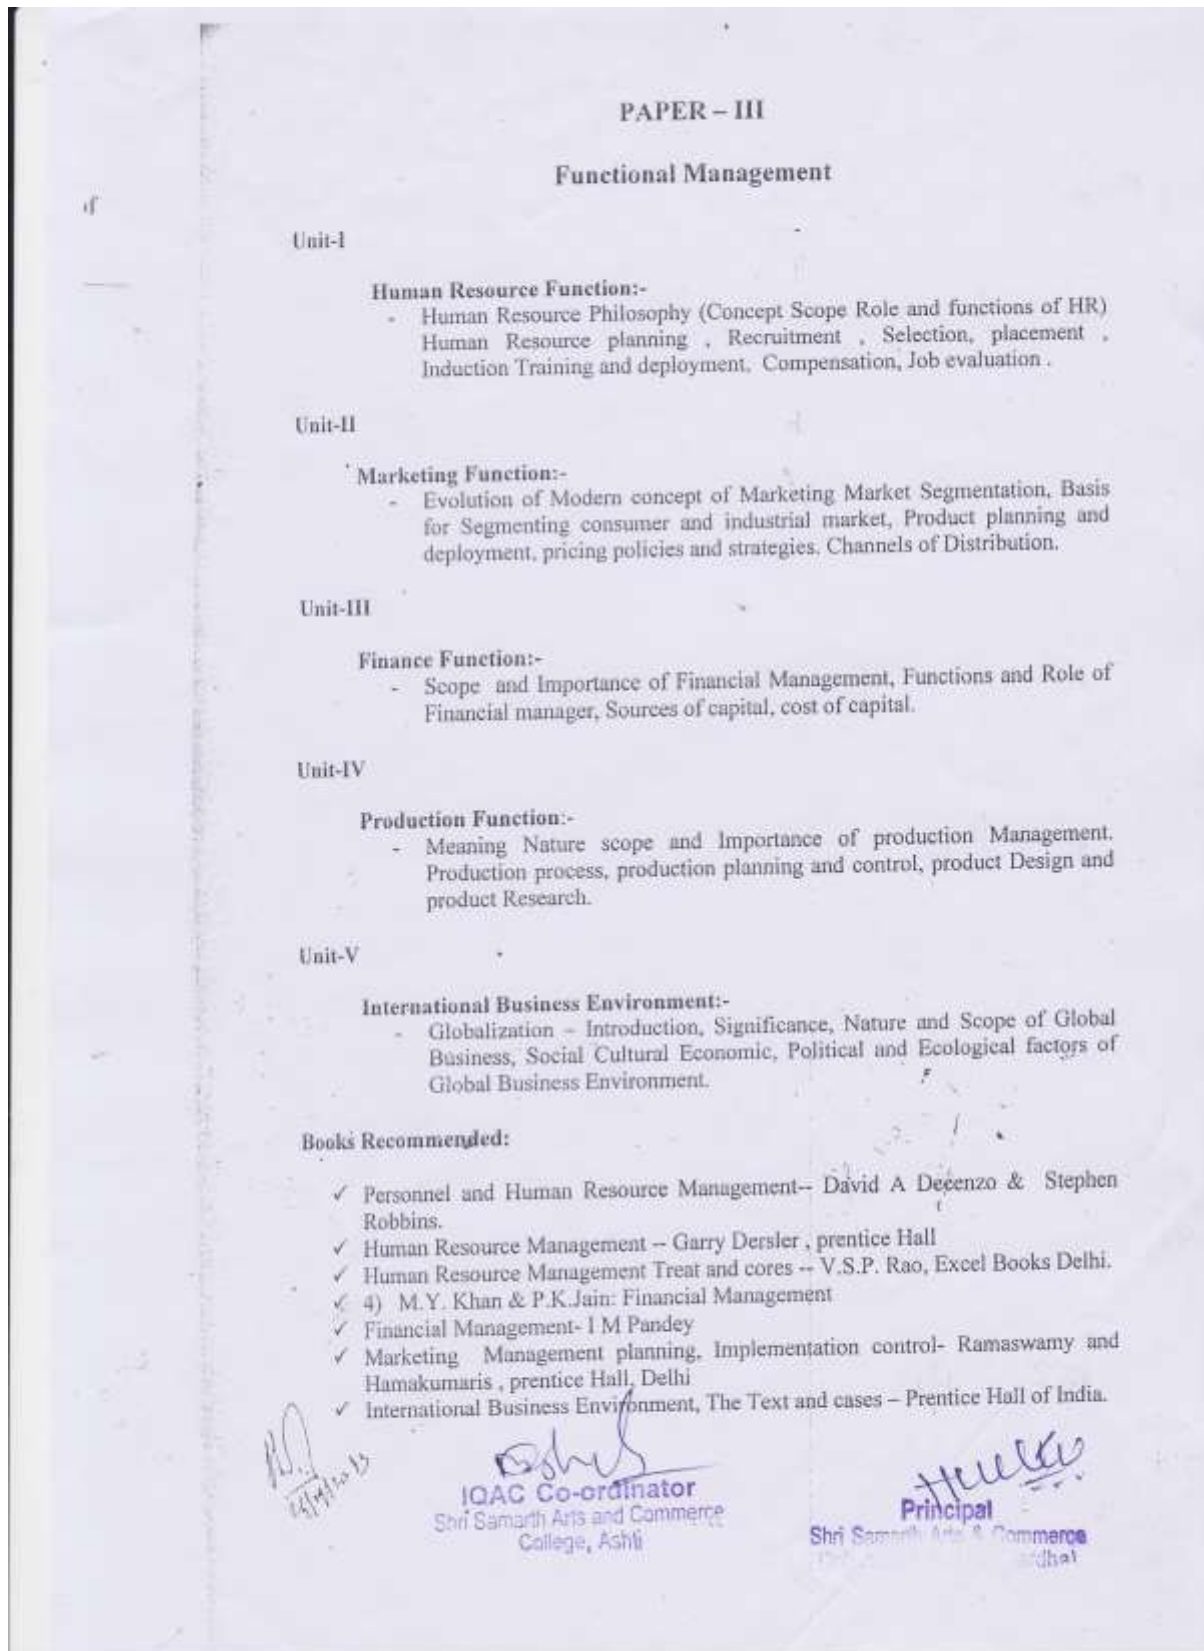 PAPER – III
Functional Management
Unit-I
Human Resource Function:-
- Human Resource Philosophy (Concept Scope Role and functions of HR)
Human Resource planning , Recruitment , Selection, placement ,
Induction Training and deployment, Compensation, Job evaluation .
Unit-II
Marketing Function:-
- Evolution of Modern concept of Marketing Market Segmentation, Basis
for Segmenting consumer and industrial market, Product planning and
deployment, pricing policies and strategies. Channels of Distribution.
Unit-III
Finance Function:-
- Scope and Importance of Financial Management, Functions and Role of
Financial manager, Sources of capital, cost of capital.
Unit-IV
Production Function:-
- Meaning Nature scope and Importance of production Management.
Production process, production planning and control, product Design and
product Research.
Unit-V
International Business Environment:-
- Globalization – Introduction, Significance, Nature and Scope of Global
Business, Social Cultural Economic, Political and Ecological factors of
Global Business Environment.
Books Recommended:
✓ Personnel and Human Resource Management-- David A Decenzo & Stephen
Robbins.
✓ Human Resource Management -- Garry Dersler , prentice Hall
✓ Human Resource Management Treat and cores -- V.S.P. Rao, Excel Books Delhi.
✓ 4) M.Y. Khan & P.K.Jain: Financial Management
✓ Financial Management- I M Pandey
✓ Marketing Management planning, Implementation control- Ramaswamy and
Hamakumaris , prentice Hall, Delhi
✓ International Business Environment, The Text and cases – Prentice Hall of India.
IQAC Co-ordinator
Shri Samarth Arts and Commerce
College, Ashti
Principal
Shri Samarth Arts & Commerce